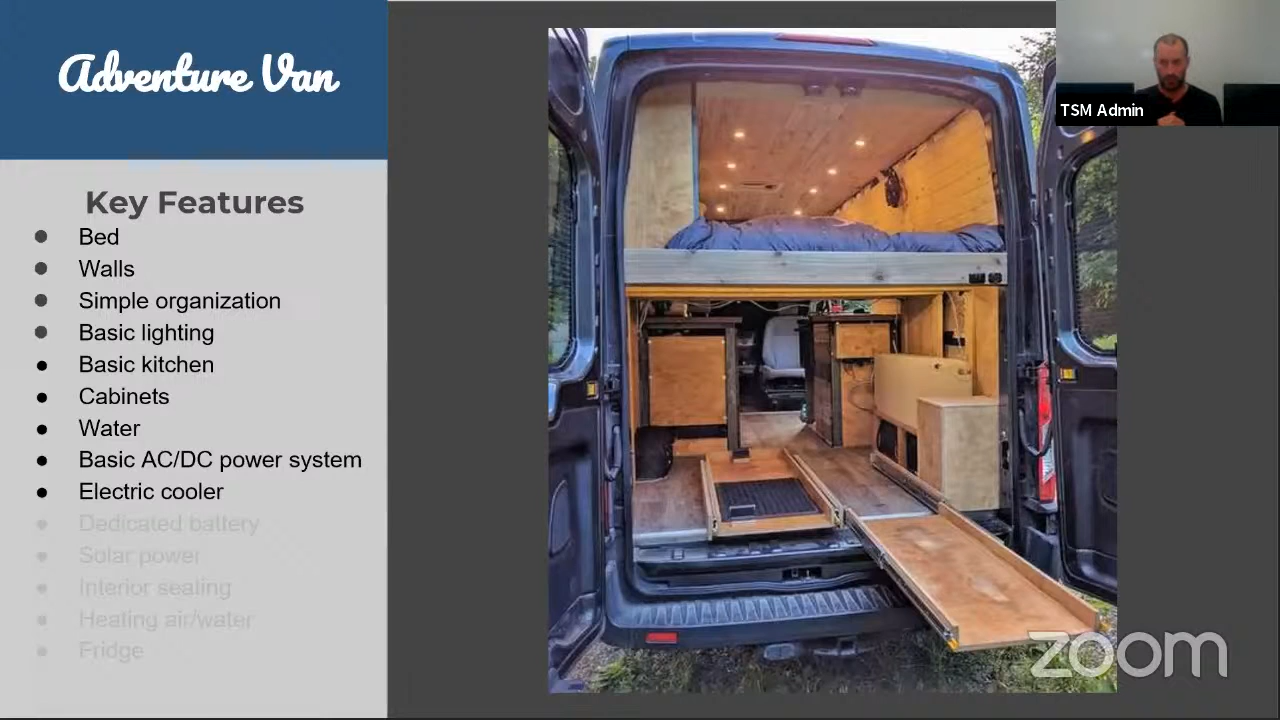 Adventure Van
Key Features
● Bed
● Walls
● Simple organization
● Basic lighting
● Basic kitchen
● Cabinets
● Water
● Basic AC/DC power system
● Electric cooler
● Dedicated battery
● Solar power
● Interior seating
● Heating air/water
● Fridge
TSM Admin
zoom